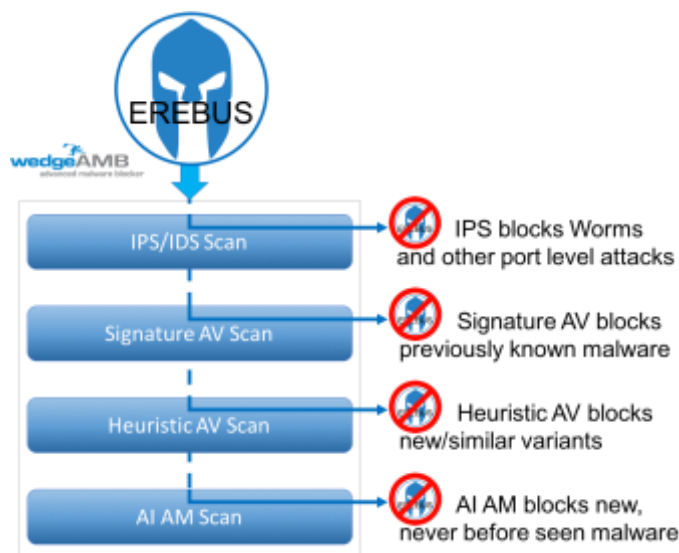 EREBUS
wedgeAMB
advanced malware blocker
IPS/IDS Scan
IPS blocks Worms
and other port level attacks
Signature AV Scan
Signature AV blocks
previously known malware
Heuristic AV Scan
Heuristic AV blocks
new/similar variants
AI AM Scan
AI AM blocks new,
never before seen malware